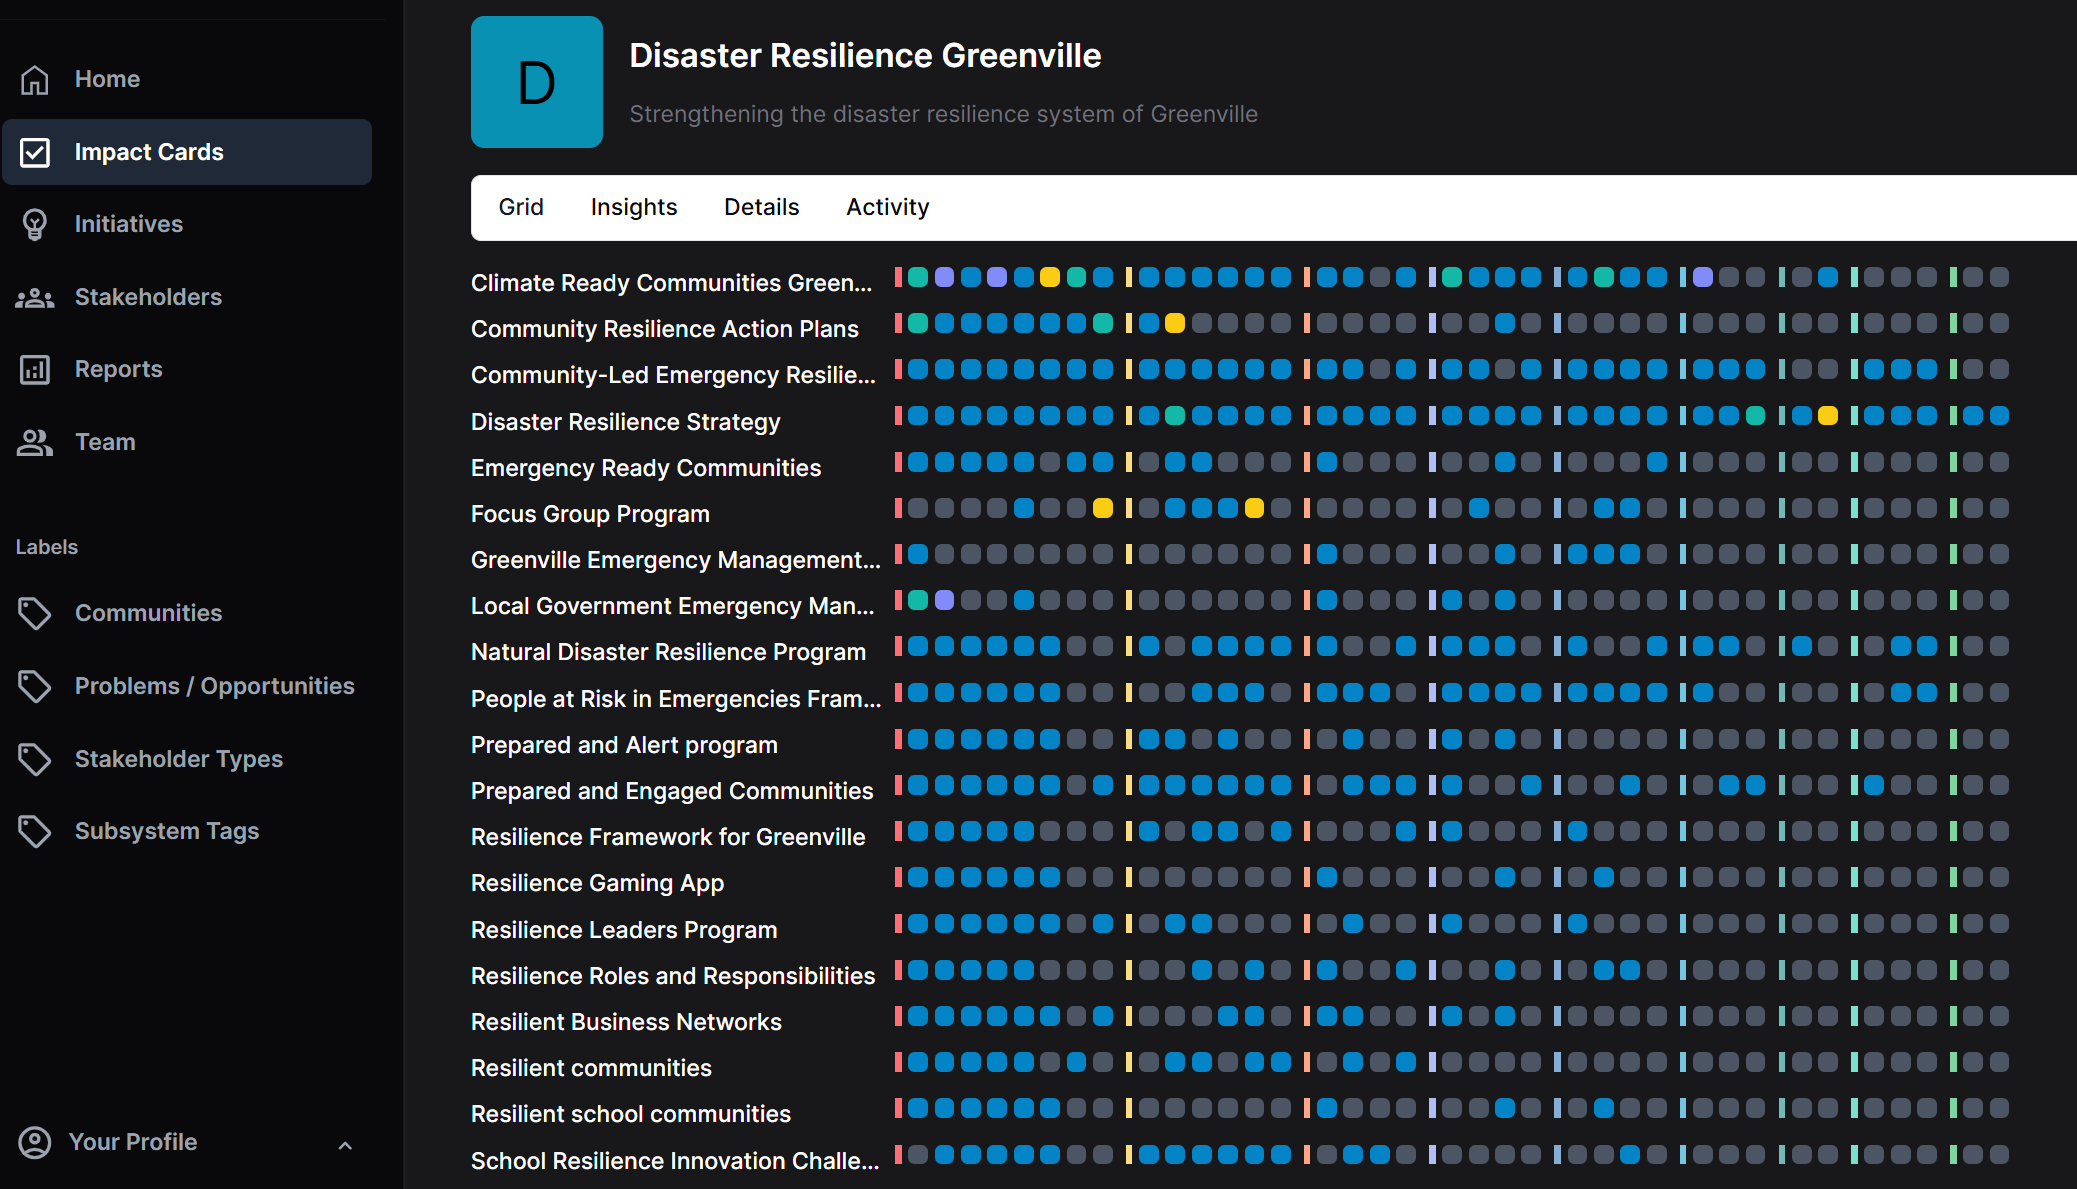 Home
Impact Cards
Initiatives
Stakeholders
Reports
Team
Labels
Communities
Problems / Opportunities
Stakeholder Types
Subsystem Tags
Your Profile
D
Disaster Resilience Greenville
Strengthening the disaster resilience system of Greenville
Grid Insights Details Activity
Climate Ready Communities Green...
Community Resilience Action Plans
Community-Led Emergency Resilie...
Disaster Resilience Strategy
Emergency Ready Communities
Focus Group Program
Greenville Emergency Management...
Local Government Emergency Man...
Natural Disaster Resilience Program
People at Risk in Emergencies Fram...
Prepared and Alert program
Prepared and Engaged Communities
Resilience Framework for Greenville
Resilience Gaming App
Resilience Leaders Program
Resilience Roles and Responsibilities
Resilient Business Networks
Resilient communities
Resilient school communities
School Resilience Innovation Challe...